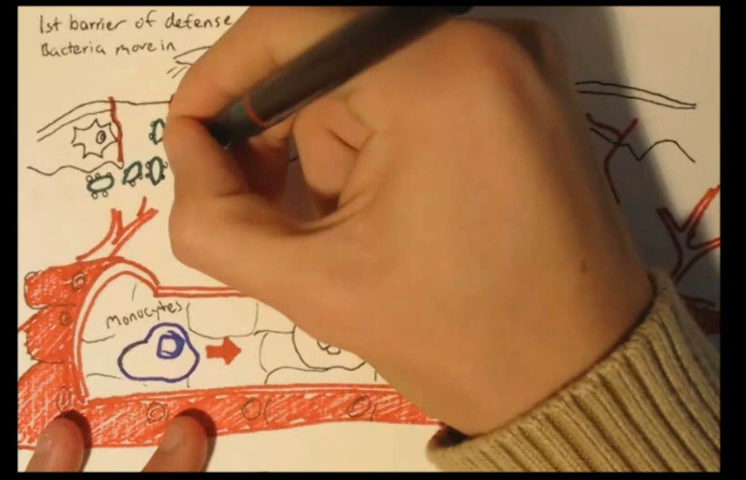 1st barrier of defense
Bacteria move in
Monocytes